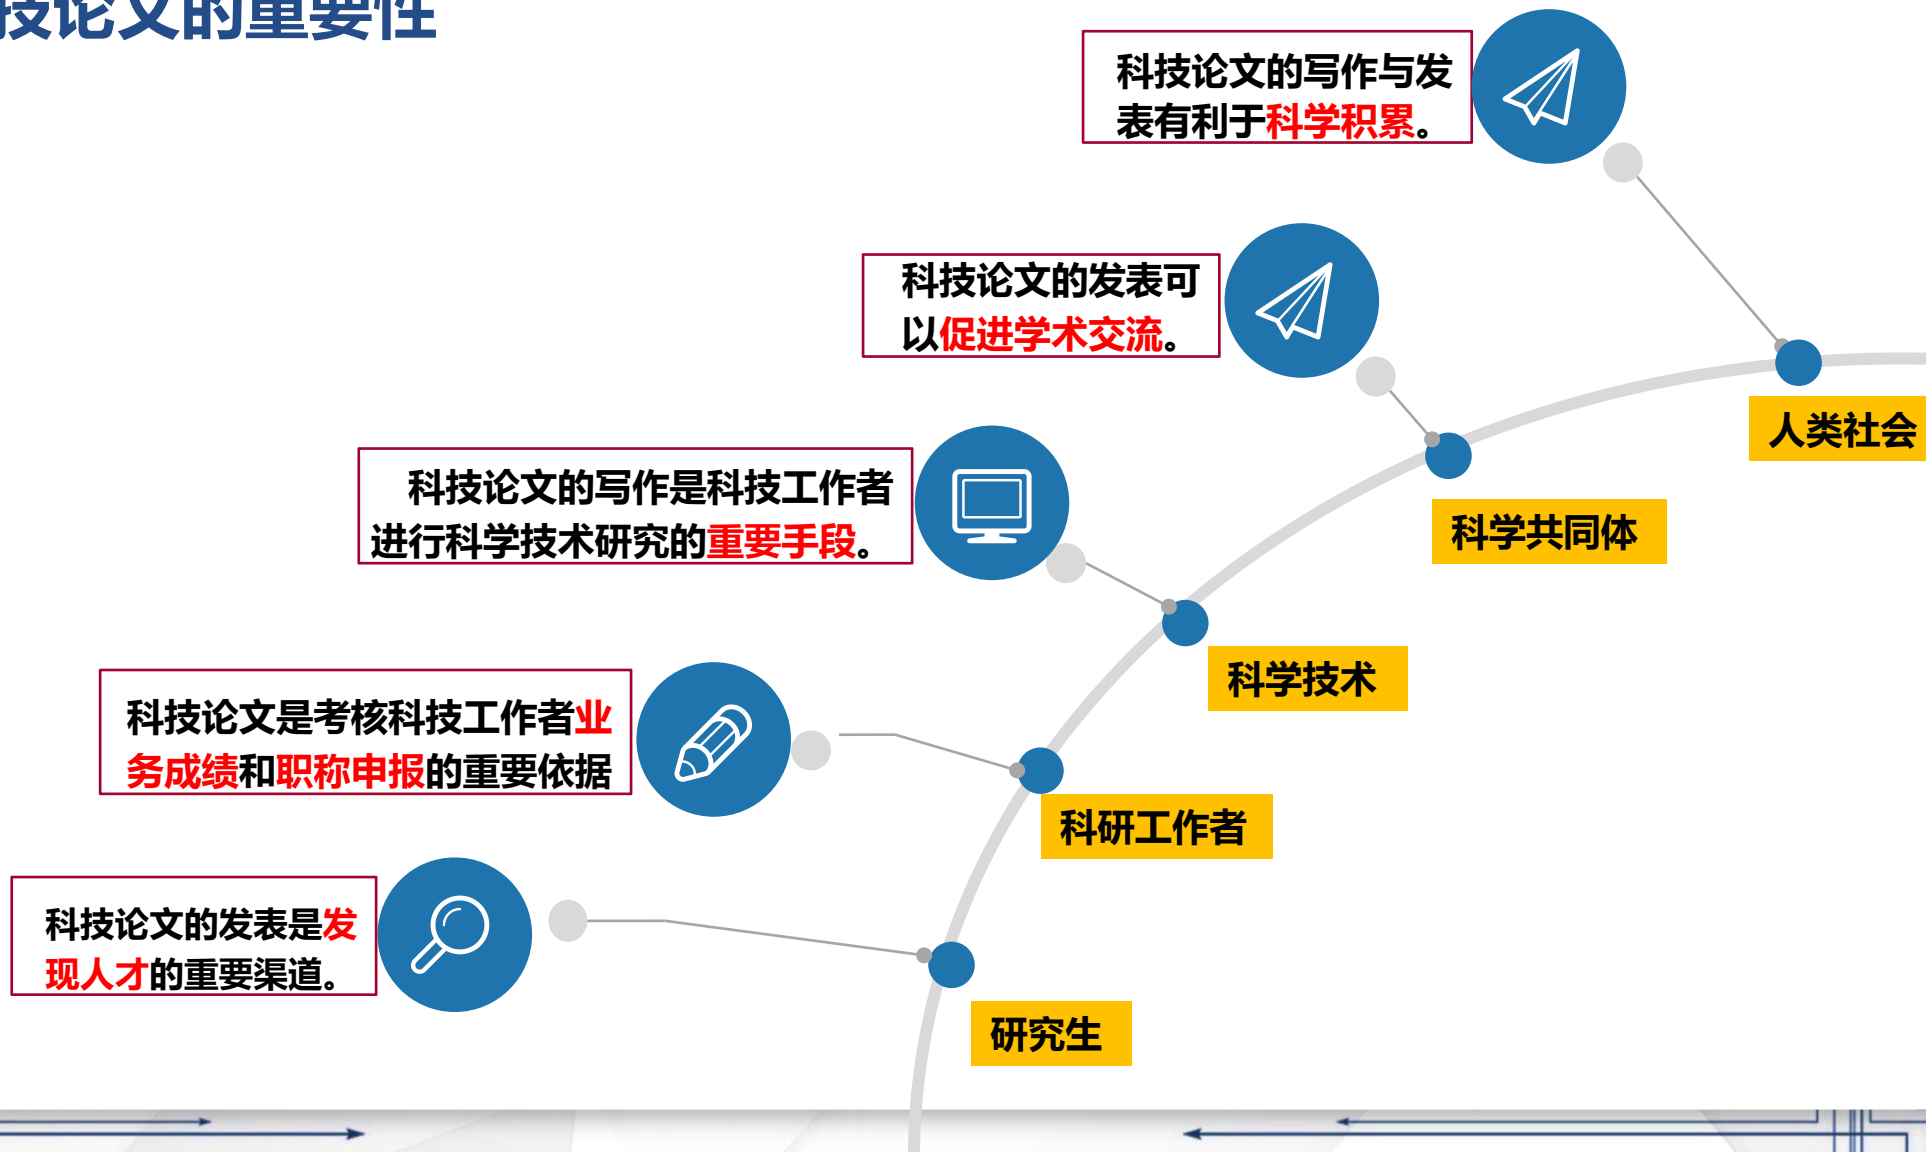 技论文的重要性
科技论文的写作与发
表有利于科学积累。
科技论文的发表可
以促进学术交流。
人类社会
科学共同体
科技论文的写作是科技工作者
进行科学技术研究的重要手段。
科学技术
科技论文是考核科技工作者业
务成绩和职称申报的重要依据
科研工作者
科技论文的发表是发
现人才的重要渠道。
研究生